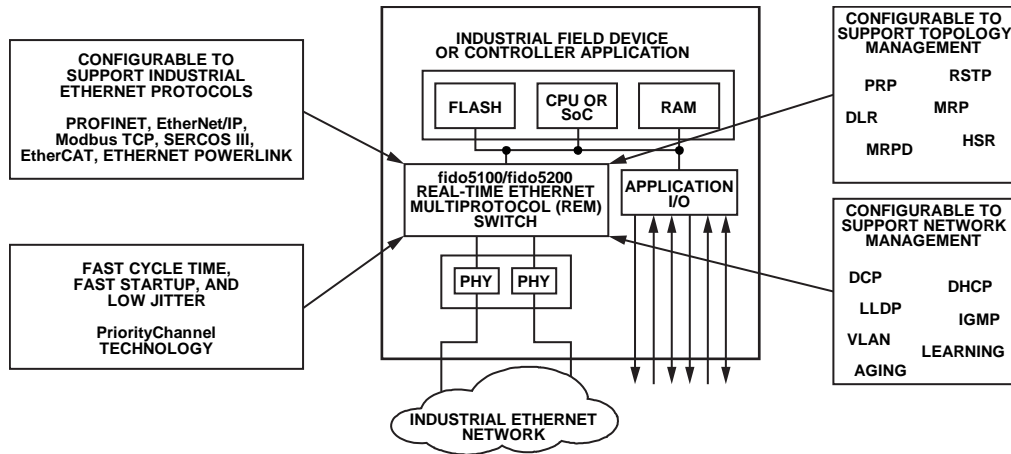 CONFIGURABLE TO
SUPPORT INDUSTRIAL
ETHERNET PROTOCOLS
PROFINET, EtherNet/IP,
Modbus TCP, SERCOS III,
EtherCAT, ETHERNET POWERLINK
FAST CYCLE TIME,
FAST STARTUP, AND
LOW JITTER
PriorityChannel
TECHNOLOGY
INDUSTRIAL FIELD DEVICE
OR CONTROLLER APPLICATION
FLASH
CPU OR
SoC
RAM
fido5100/fido5200
REAL-TIME ETHERNET
MULTIPROTOCOL (REM)
SWITCH
APPLICATION
I/O
PHY
PHY
INDUSTRIAL ETHERNET
NETWORK
CONFIGURABLE TO
SUPPORT TOPOLOGY
MANAGEMENT
PRP
RSTP
DLR
MRP
MRPD
HSR
CONFIGURABLE TO
SUPPORT NETWORK
MANAGEMENT
DCP
DHCP
LLDP
IGMP
VLAN
LEARNING
AGING